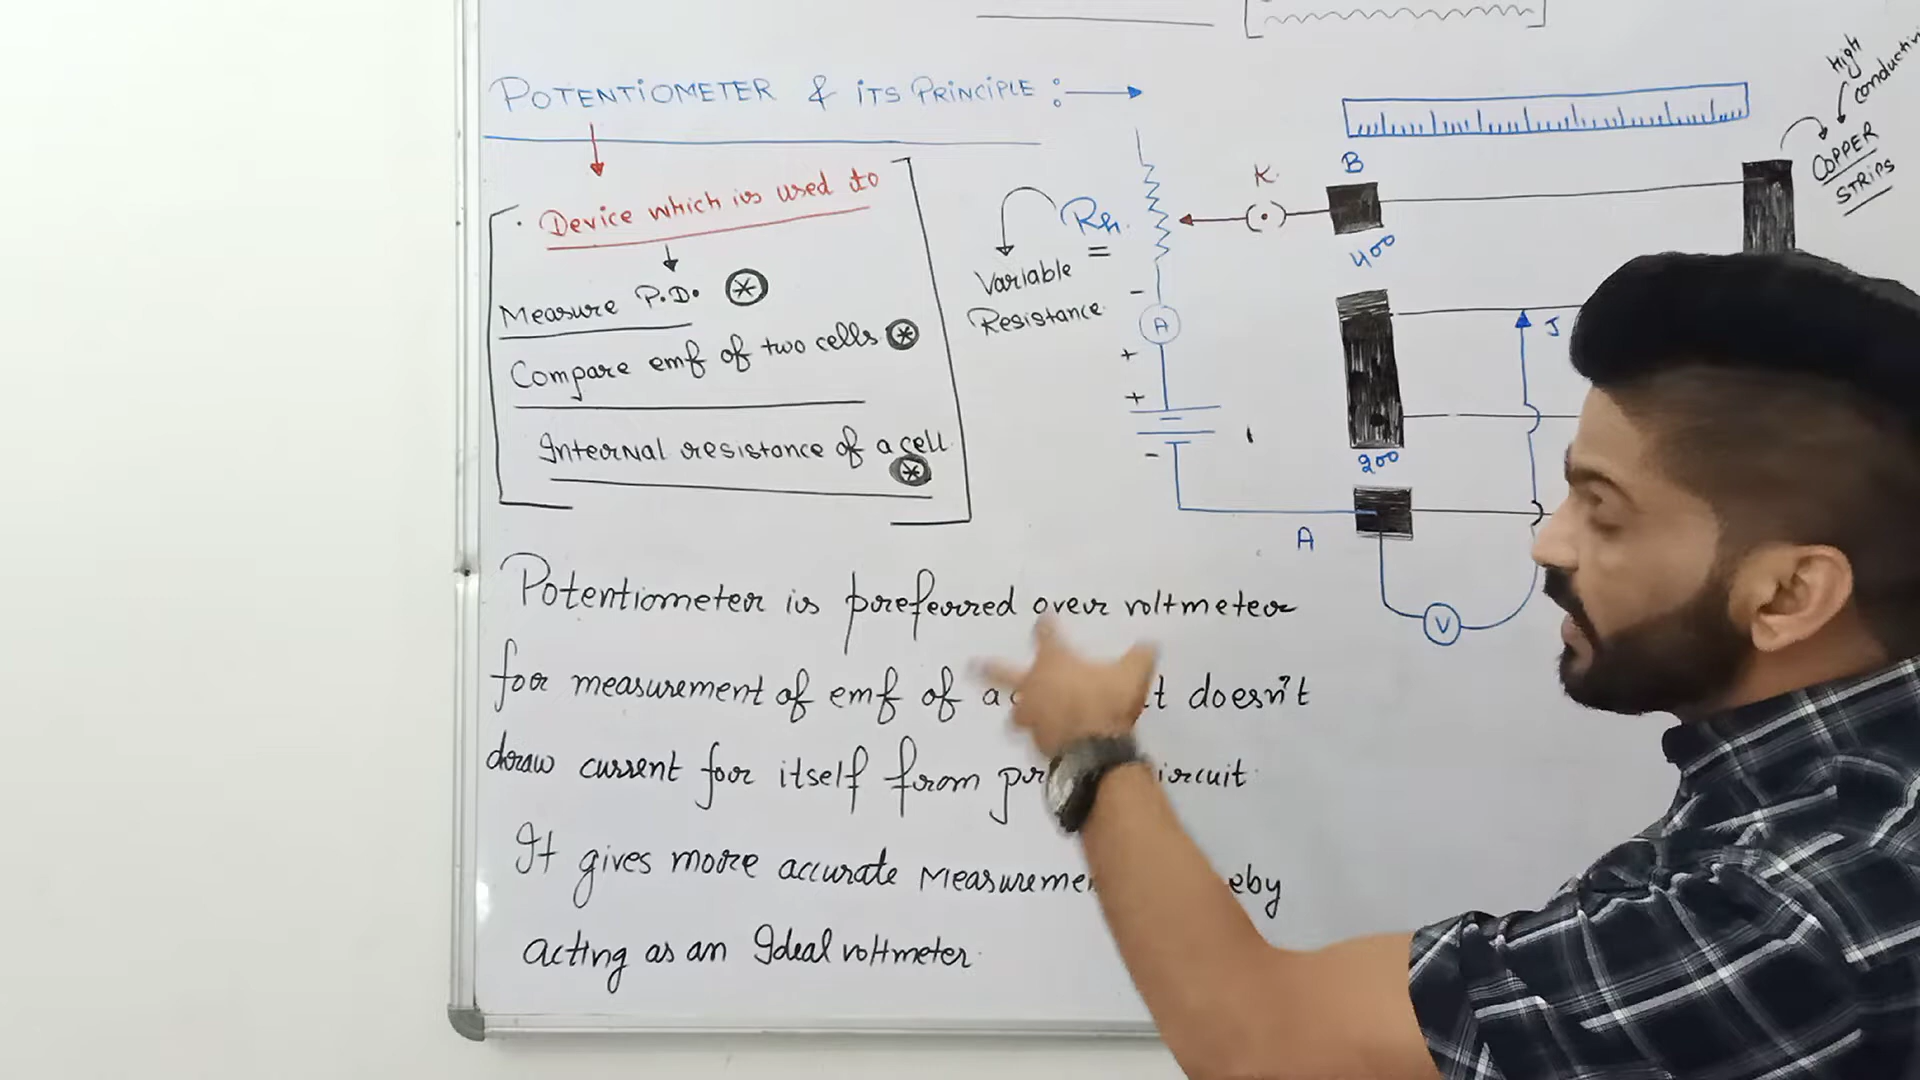 POTENTIOMETER & ITS PRINCIPLE :
Device which is used to
Measure P.D.
Compare emf of two cells
Internal resistance of a cell
Rh.
Variable
Resistance
K.
B
400
High
COPPER
STRIPS
-
A
+
+
-
J
200
A
V
Potentiometer is preferred over voltmeter
for measurement of emf of a doesn't
draw current for itself from
It gives more accurate
acting as an Ideal voltmeter.